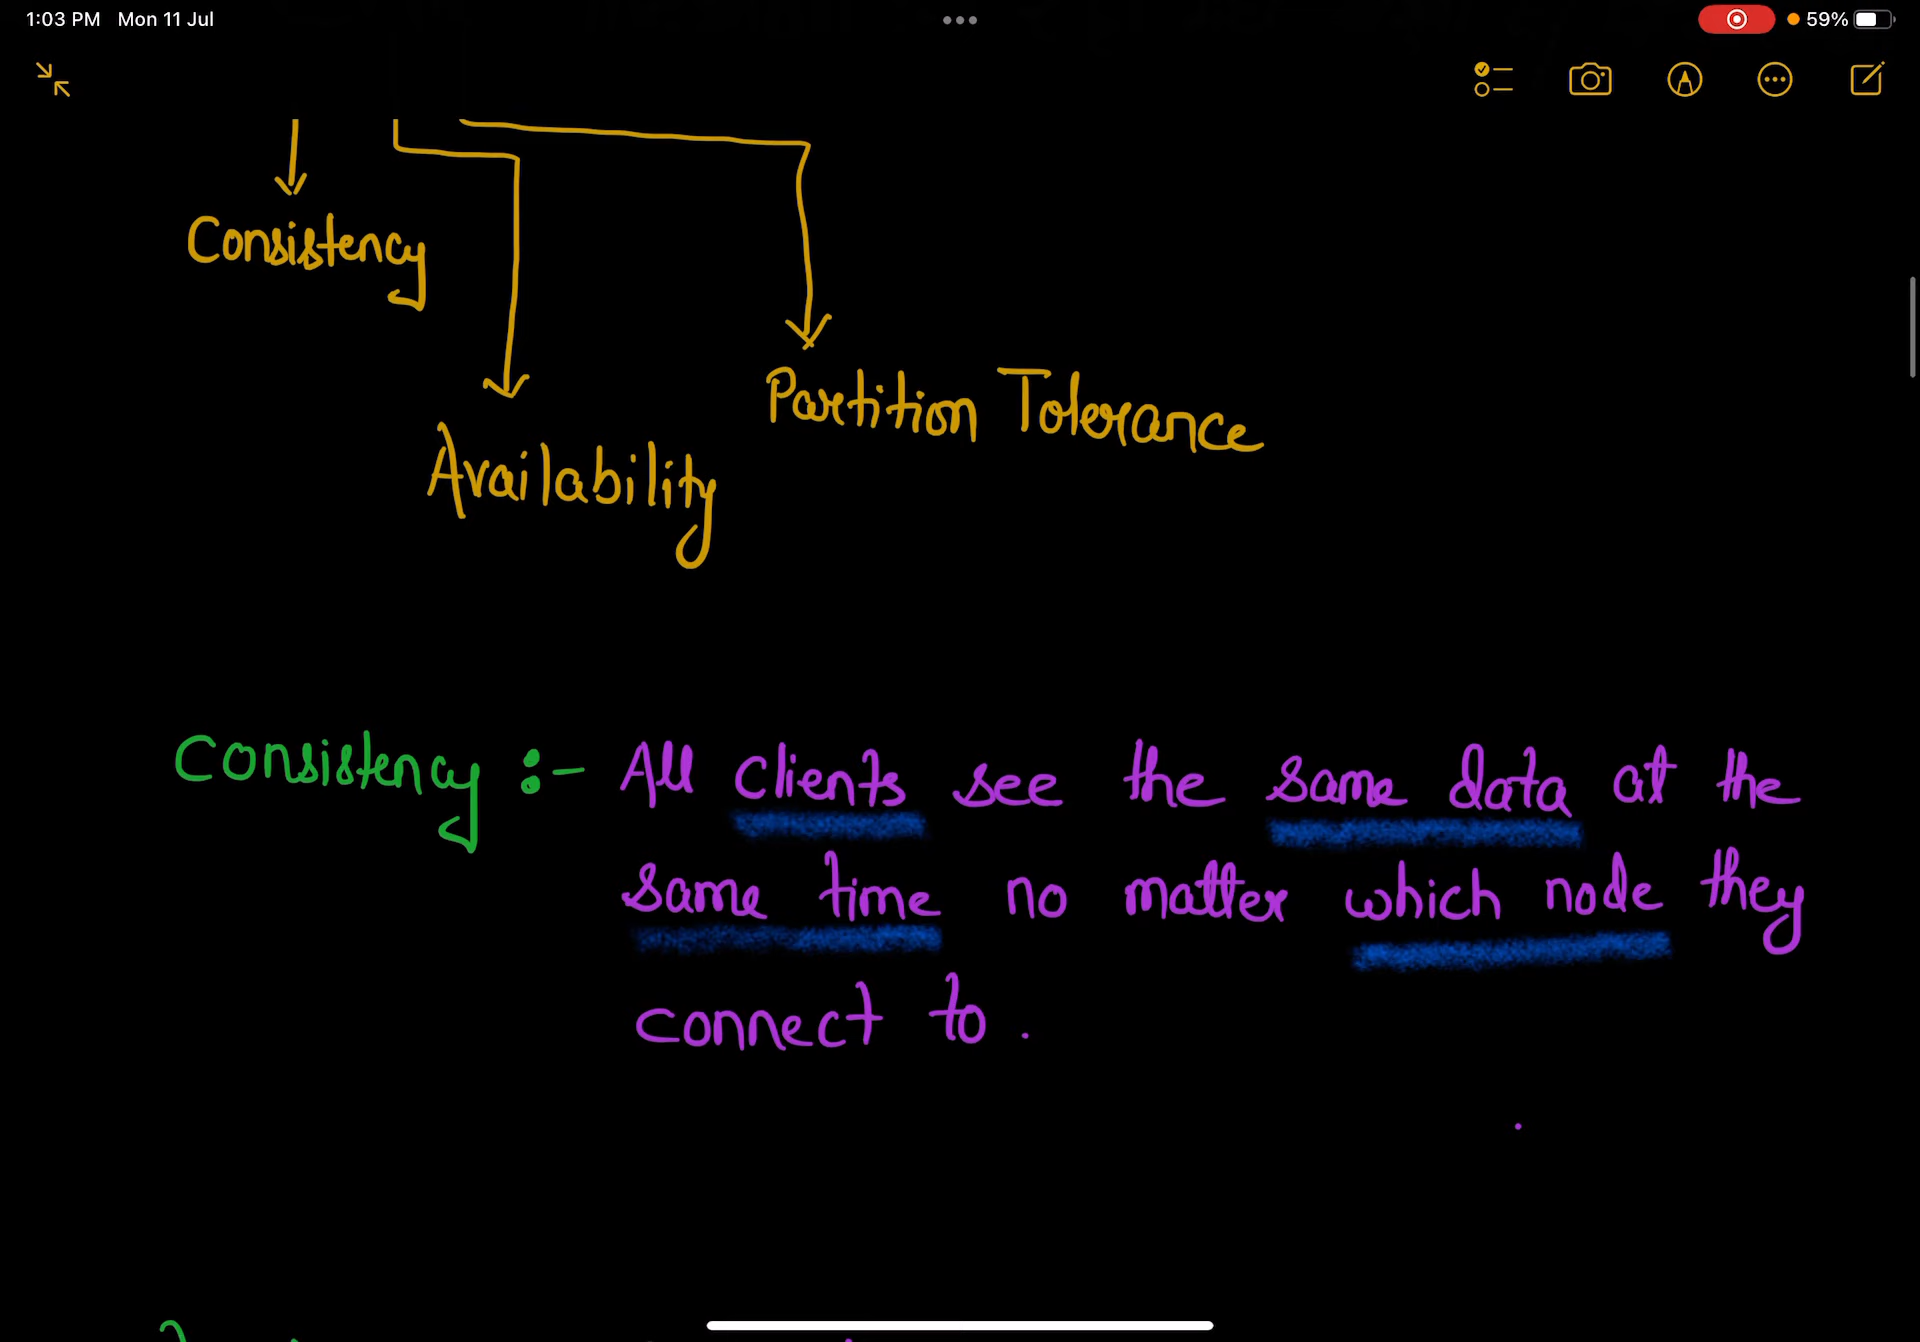 1:03 PM Mon 11 Jul
59%
Consistency
Partition Tolerance
Availability
Consistency :- All clients see the same data at the
same time no matter which node they
connect to .